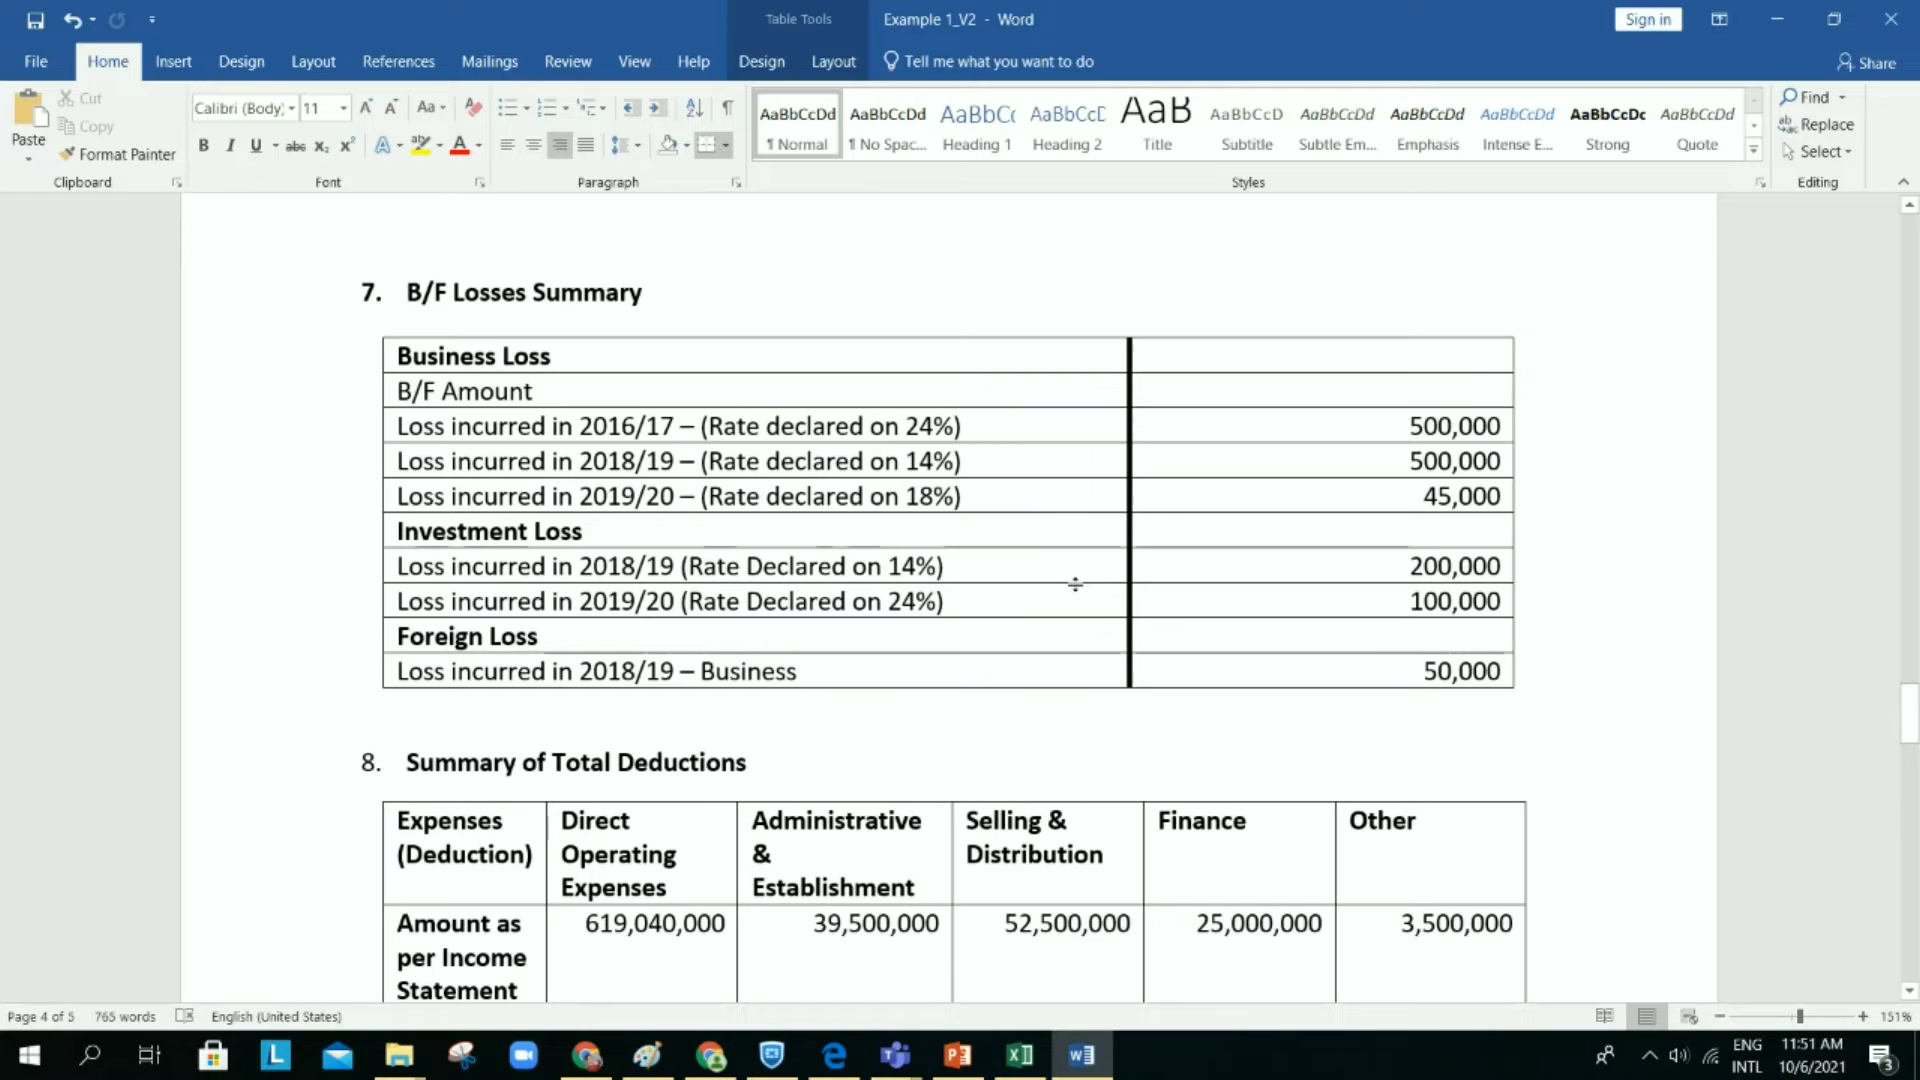 Table Tools
Example 1_V2 - Word
Sign in
File Home Insert Design Layout References Mailings Review View Help Design Layout Tell me what you want to do Share
Paste
Cut
Copy
Format Painter
Clipboard
Calibri (Body) 11
Font
Paragraph
AaBbCcDd AaBbCcDd AaBbCc AaBbCcD AaB AaBbCcD AaBbCcDd AaBbCcDd AaBbCcDd AaBbCcDc AaBbCcDd
¶ Normal ¶ No Spac... Heading 1 Heading 2 Title Subtitle Subtle Em... Emphasis Intense E... Strong Quote
Styles
Find
Replace
Select
Editing
7. B/F Losses Summary
Business Loss
B/F Amount
Loss incurred in 2016/17 – (Rate declared on 24%) 500,000
Loss incurred in 2018/19 – (Rate declared on 14%) 500,000
Loss incurred in 2019/20 – (Rate declared on 18%) 45,000
Investment Loss
Loss incurred in 2018/19 (Rate Declared on 14%) 200,000
Loss incurred in 2019/20 (Rate Declared on 24%) 100,000
Foreign Loss
Loss incurred in 2018/19 – Business 50,000
8. Summary of Total Deductions
Expenses Direct Administrative Selling & Finance Other
(Deduction) Operating & Distribution
Expenses Establishment
Amount as 619,040,000 39,500,000 52,500,000 25,000,000 3,500,000
per Income
Statement
Page 4 of 5 765 words English (United States) 151%
ENG 11:51 AM
INTL 10/6/2021
3